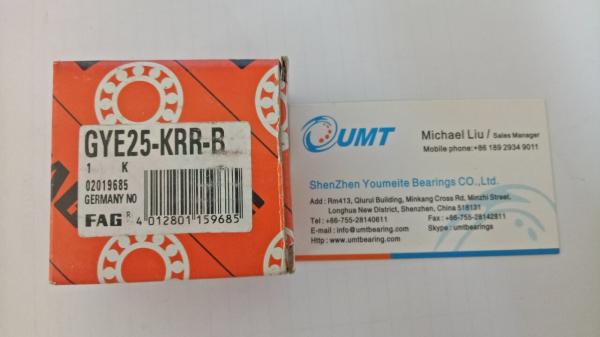 GYE25-KRR-B
1 K
02019685
GERMANY NO
FAG R
4 012801 159685
UMT
Michael Liu / Sales Manager
Mobile phone:+86 189 2934 9011
ShenZhen Youmeite Bearings CO.,Ltd.
Add : Rm413, Qiurui Building, Minkang Cross Rd, Minzhi Street,
Longhua New District, Shenzhen, China 518131
Tel : +86-755-28140611 Fax : +86-755-28142811
E-mail : info@umtbearing.com Skype : umtbearings
Http : www.umtbearing.com